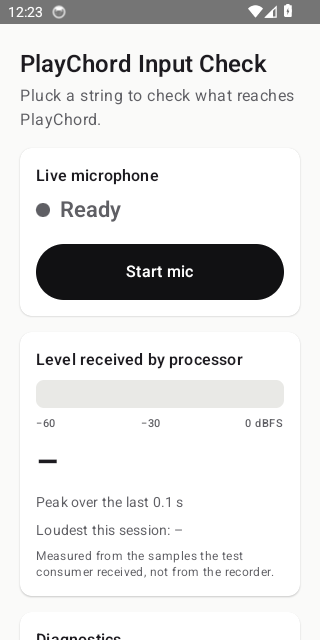 12:23
PlayChord Input Check
Pluck a string to check what reaches
PlayChord.
Live microphone
Ready
Start mic
Level received by processor
−60 −30 0 dBFS
–
Peak over the last 0.1 s
Loudest this session: –
Measured from the samples the test
consumer received, not from the recorder.
Diagnostics